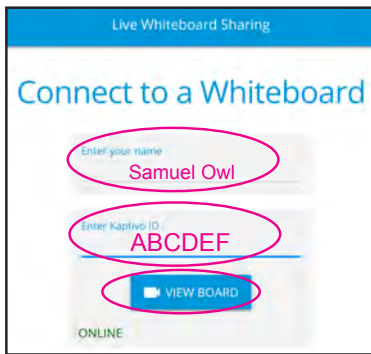 Live Whiteboard Sharing
Connect to a Whiteboard
Enter your name
Samuel Owl
Enter Kaptivo ID
ABCDEF
VIEW BOARD
ONLINE